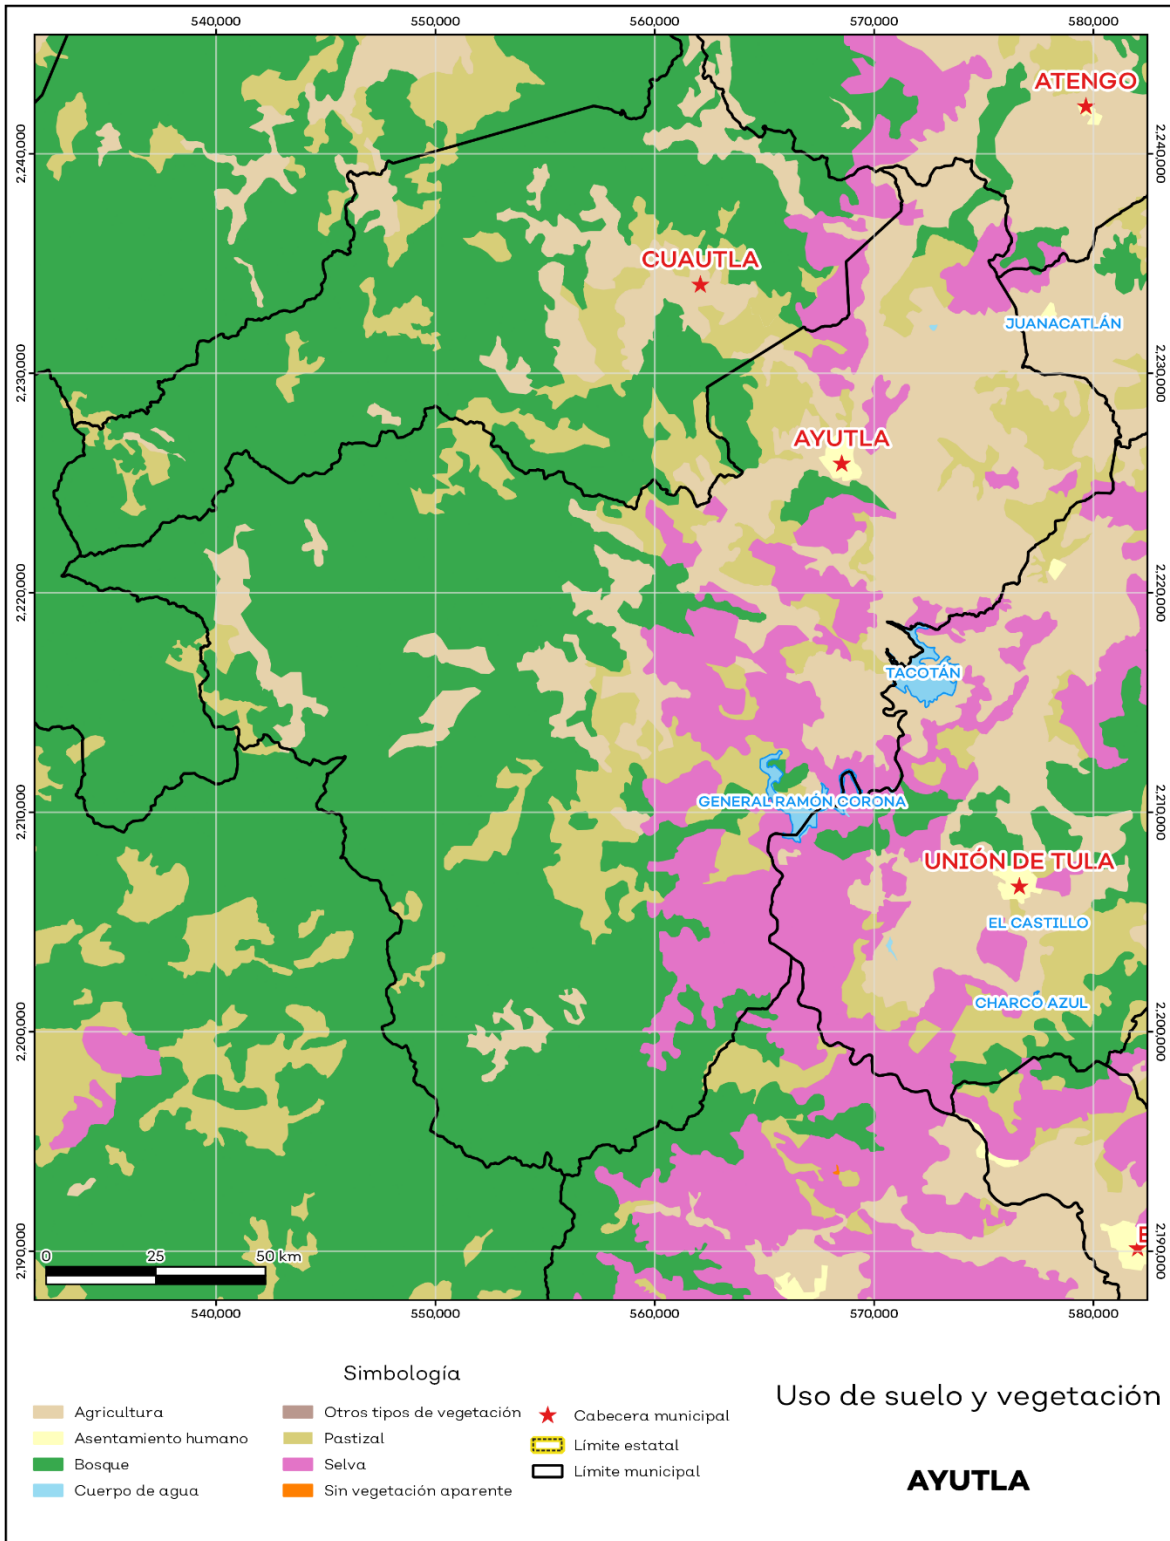 540,000 550,000 560,000 570,000 580,000
ATENGO
2,240,000 2,240,000
CUAUTLA
JUANACATLÁN
2,230,000 2,230,000
AYUTLA
2,220,000 2,220,000
TACOTÁN
GENERAL RAMÓN CORONA
2,210,000 2,210,000
UNIÓN DE TULA
EL CASTILLO
CHARCO AZUL
2,200,000 2,200,000
2,190,000 2,190,000
0 25 50 km
540,000 550,000 560,000 570,000 580,000
Simbología
Agricultura
Asentamiento humano
Bosque
Cuerpo de agua
Otros tipos de vegetación
Pastizal
Selva
Sin vegetación aparente
Cabecera municipal
Límite estatal
Límite municipal
Uso de suelo y vegetación
AYUTLA